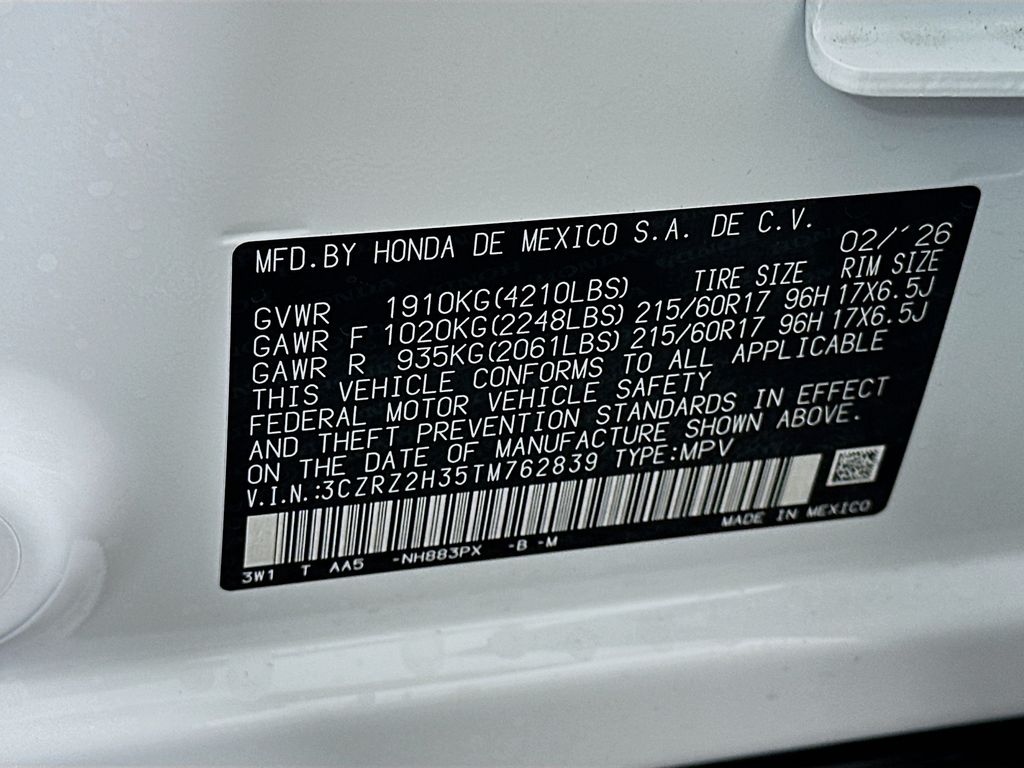 MFD.BY HONDA DE MEXICO S.A. DE C.V. 02/´26
GVWR 1910KG(4210LBS) TIRE SIZE RIM SIZE
GAWR F 1020KG(2248LBS) 215/60R17 96H 17X6.5J
GAWR R 935KG(2061LBS) 215/60R17 96H 17X6.5J
THIS VEHICLE CONFORMS TO ALL APPLICABLE
FEDERAL MOTOR VEHICLE SAFETY
AND THEFT PREVENTION STANDARDS IN EFFECT
ON THE DATE OF MANUFACTURE SHOWN ABOVE.
V.I.N.:3CZRZ2H35TM762839 TYPE:MPV
MADE IN MEXICO
3W1 T AA5 -NH883PX -B -M